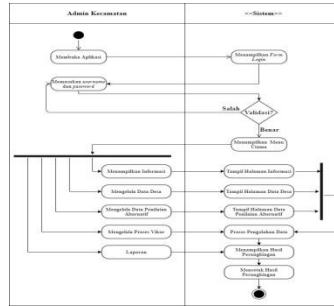 Admin Kecamatan
==Sistem==
Membuka Aplikasi
Menampilkan Form
Login
Memasukan username
dan password
Salah
Validasi?
Benar
Menampilkan Menu
Utama
Menampilkan Informasi
Tampil Halaman Informasi
Mengelola Data Desa
Tampil Halaman Data Desa
Mengelola Data Penilaian
Alternatif
Tampil Halaman Data
Penilaian Alternatif
Mengelola Proses Vikor
Proses Pengolahan Data
Laporan
Menampilkan Hasil
Perangkingan
Mencetak Hasil
Perangkingan